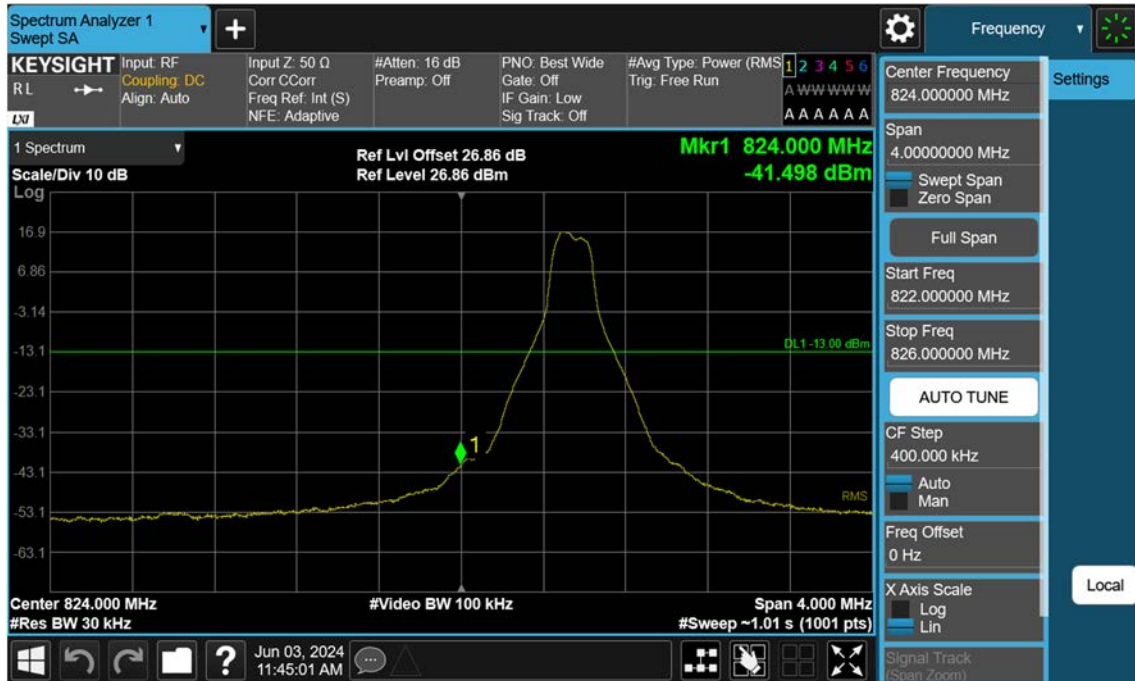 Spectrum Analyzer 1
Swept SA
Frequency
KEYSIGHT
RL
LXI
Input: RF
Coupling: DC
Align: Auto
Input Z: 50 Ω
Corr CCorr
Freq Ref: Int (S)
NFE: Adaptive
#Atten: 16 dB
Preamp: Off
PNO: Best Wide
Gate: Off
IF Gain: Low
Sig Track: Off
#Avg Type: Power (RMS
Trig: Free Run
1 2 3 4 5 6
A W W W W W
A A A A A A
1 Spectrum
Scale/Div 10 dB
Log
Ref Lvl Offset 26.86 dB
Ref Level 26.86 dBm
Mkr1 824.000 MHz
-41.498 dBm
16.9
6.86
-3.14
-13.1
DL1 -13.00 dBm
-23.1
-33.1
1
-43.1
RMS
-53.1
-63.1
Center 824.000 MHz
#Video BW 100 kHz
Span 4.000 MHz
#Res BW 30 kHz
#Sweep ~1.01 s (1001 pts)
Center Frequency
824.000000 MHz
Settings
Span
4.00000000 MHz
Swept Span
Zero Span
Full Span
Start Freq
822.000000 MHz
Stop Freq
826.000000 MHz
AUTO TUNE
CF Step
400.000 kHz
Auto
Man
Freq Offset
0 Hz
X Axis Scale
Log
Lin
Local
Signal Track
(Span Zoom)
?
Jun 03, 2024
11:45:01 AM